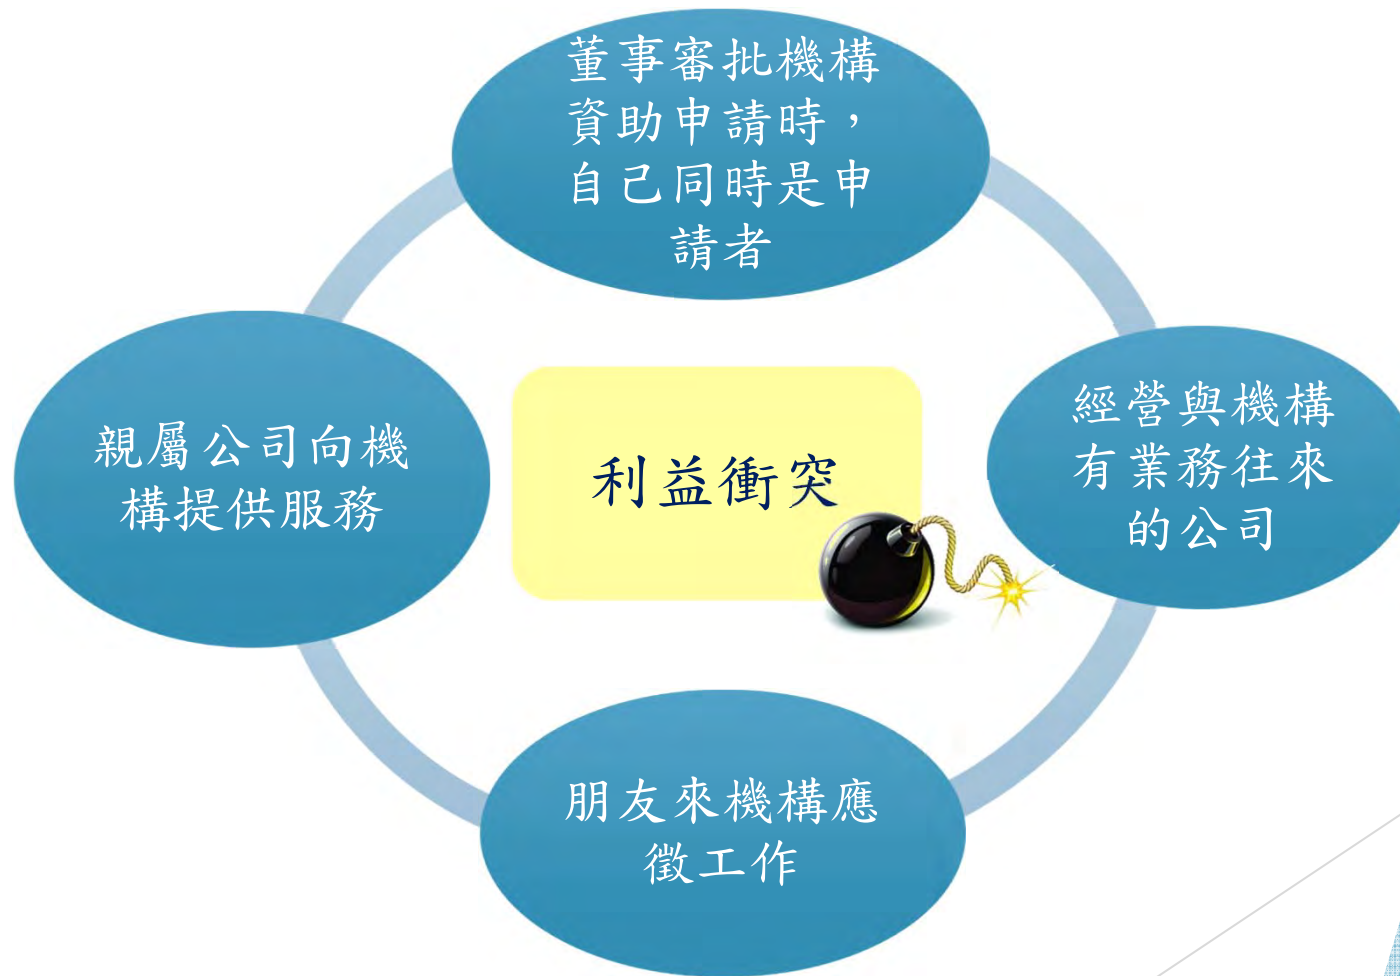 董事審批機構
資助申請時，
自己同時是申
請者
親屬公司向機
構提供服務
利益衝突
經營與機構
有業務往來
的公司
朋友來機構應
徵工作